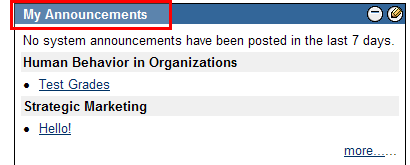 My Announcements
No system announcements have been posted in the last 7 days.
Human Behavior in Organizations
• Test Grades
Strategic Marketing
• Hello!
more......